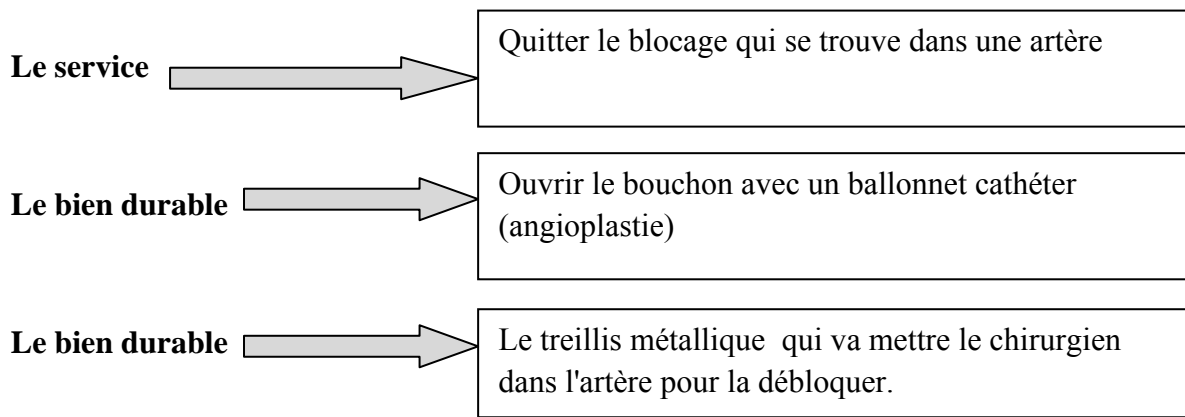 Le service
Quitter le blocage qui se trouve dans une artère
Le bien durable
Ouvrir le bouchon avec un ballonnet cathéter
(angioplastie)
Le bien durable
Le treillis métallique qui va mettre le chirurgien
dans l'artère pour la débloquer.